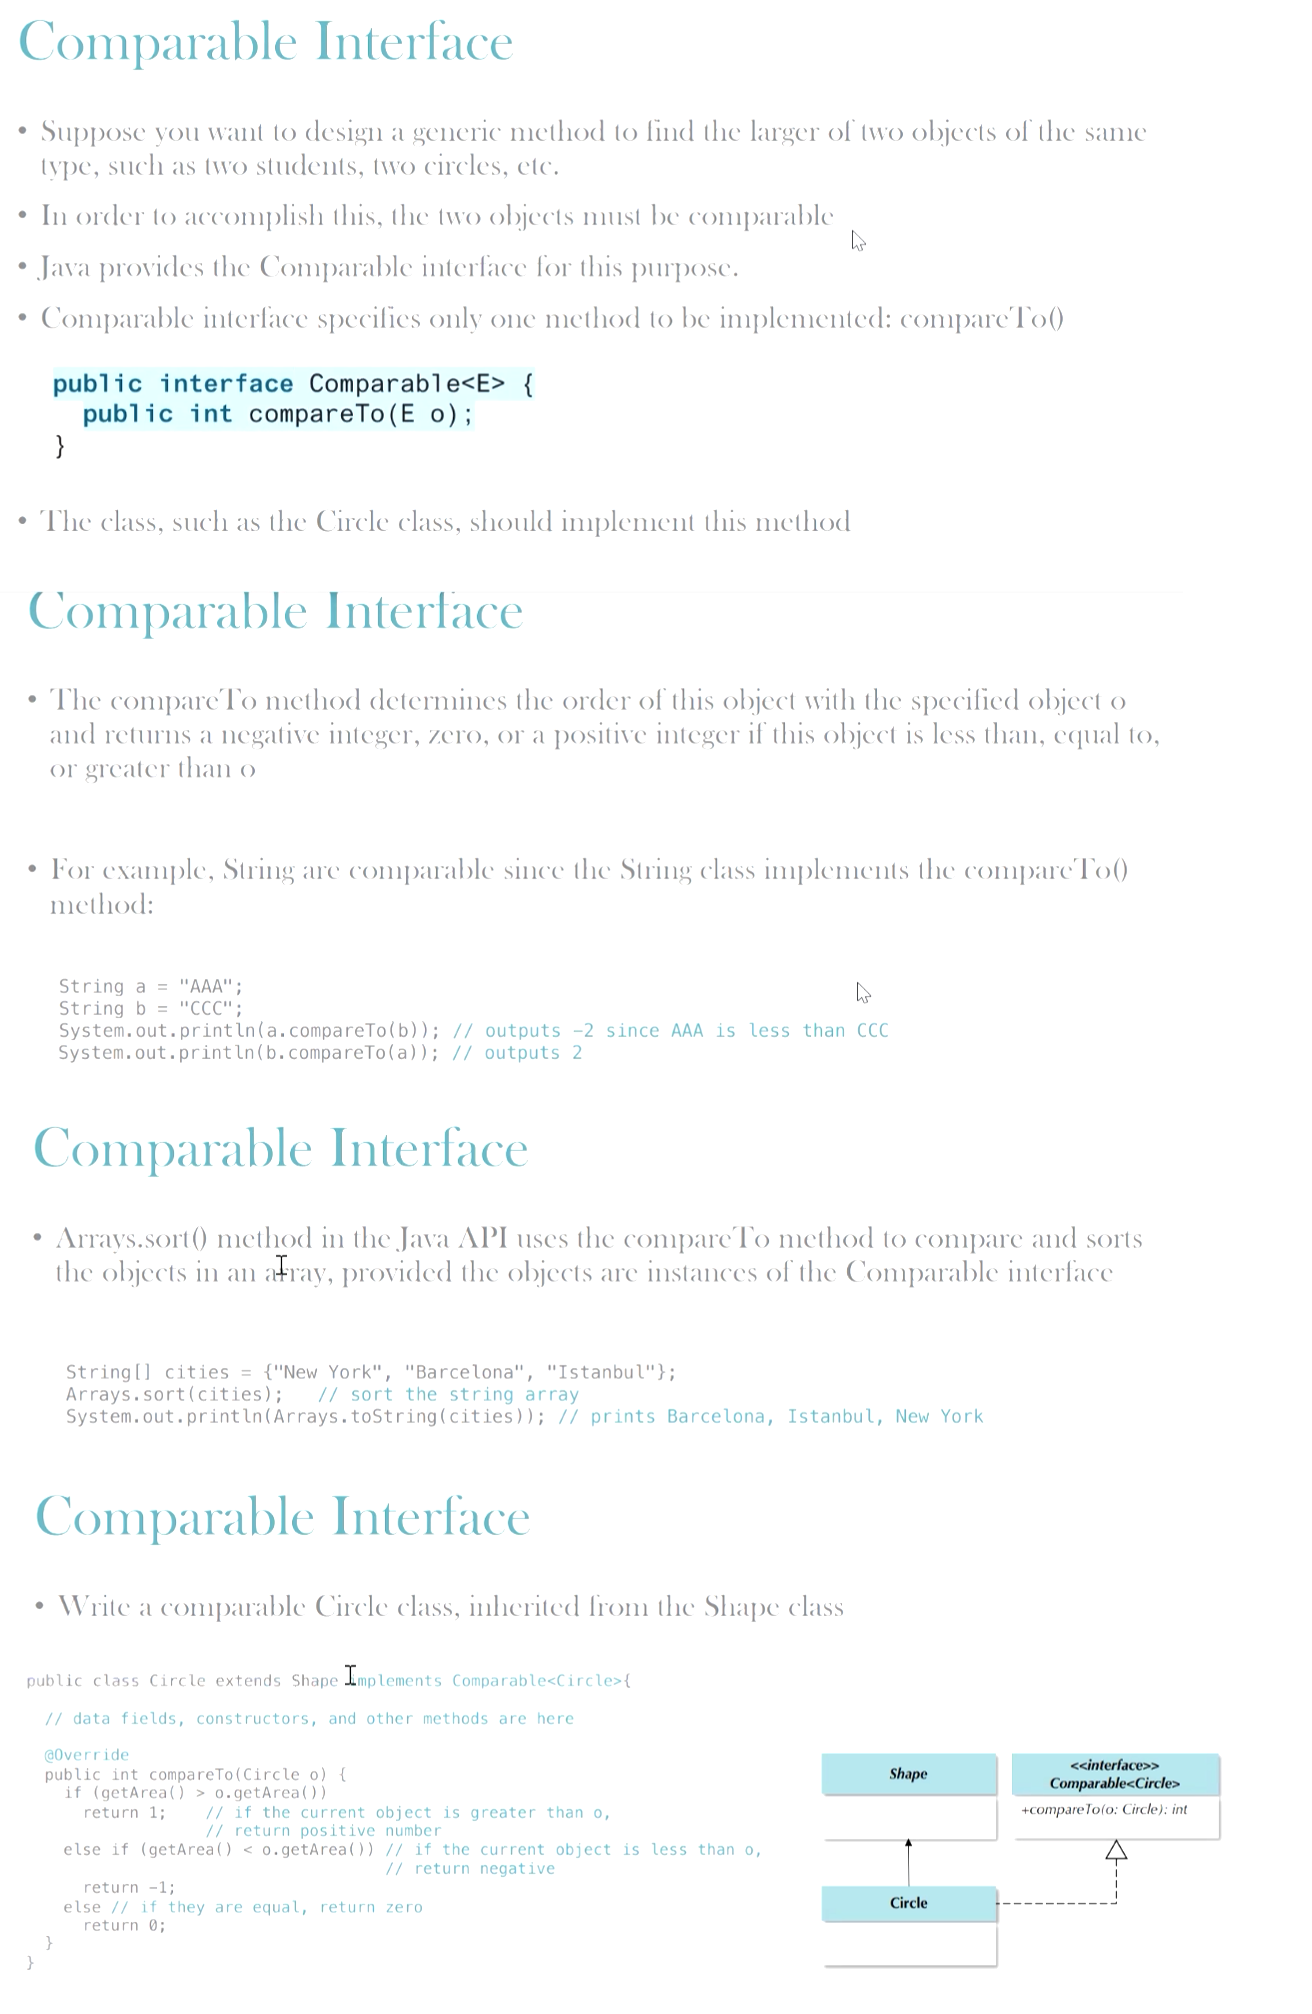 Comparable Interface
• Suppose you want to design a generic method to find the larger of two objects of the same
type, such as two students, two circles, etc.
• In order to accomplish this, the two objects must be comparable
• Java provides the Comparable interface for this purpose.
• Comparable interface specifies only one method to be implemented: compareTo()
public interface Comparable<E> {
public int compareTo(E o);
}
• The class, such as the Circle class, should implement this method
Comparable Interface
• The compareTo method determines the order of this object with the specified object o
and returns a negative integer, zero, or a positive integer if this object is less than, equal to,
or greater than o
• For example, String are comparable since the String class implements the compareTo()
method:
String a = "AAA";
String b = "CCC";
System.out.println(a.compareTo(b)); // outputs -2 since AAA is less than CCC
System.out.println(b.compareTo(a)); // outputs 2
Comparable Interface
• Arrays.sort() method in the Java API uses the compareTo method to compare and sorts
the objects in an array, provided the objects are instances of the Comparable interface
String[] cities = {"New York", "Barcelona", "Istanbul"};
Arrays.sort(cities); // sort the string array
System.out.println(Arrays.toString(cities)); // prints Barcelona, Istanbul, New York
Comparable Interface
• Write a comparable Circle class, inherited from the Shape class
public class Circle extends Shape implements Comparable<Circle>{
// data fields, constructors, and other methods are here
@Override
public int compareTo(Circle o) {
if (getArea() > o.getArea())
return 1; // if the current object is greater than o,
// return positive number
else if (getArea() < o.getArea()) // if the current object is less than o,
// return negative
return -1;
else // if they are equal, return zero
return 0;
}
}
Shape
<<interface>>
Comparable<Circle>
+compareTo(o: Circle): int
Circle